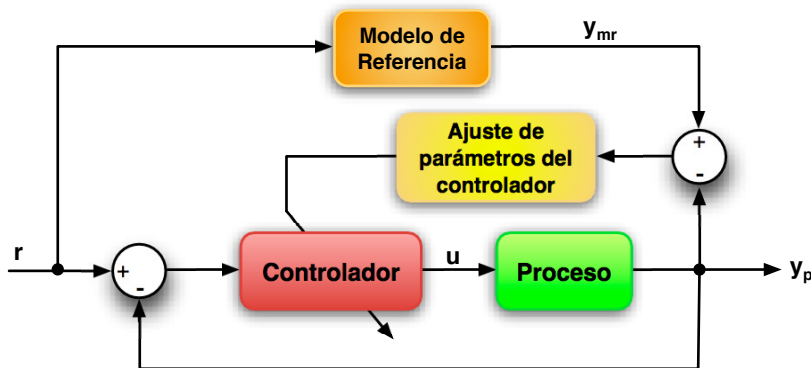 Modelo de
Referencia
y_mr
Ajuste de
parámetros del
controlador
+
-
-
r
+
-
Controlador
u
Proceso
y_p